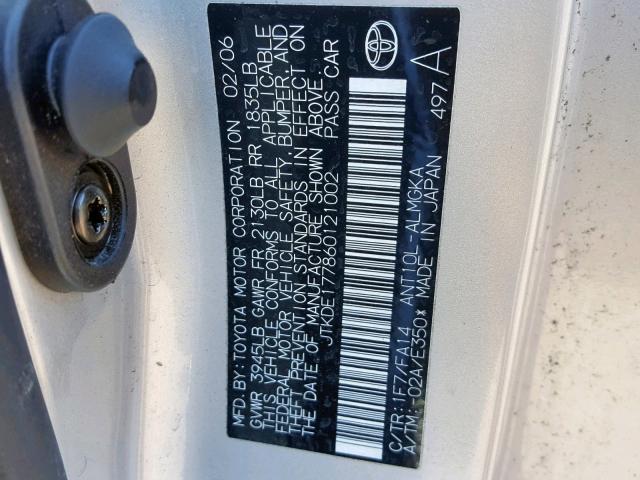 MFD. BY: TOYOTA MOTOR CORPORATION 02/06
GVWR 3945LB GAWR FR 2130LB RR 1835LB
THIS VEHICLE CONFORMS TO ALL APPLICABLE
FEDERAL MOTOR VEHICLE SAFETY, BUMPER, AND
THEFT PREVENTION STANDARDS IN EFFECT ON
THE DATE OF MANUFACTURE SHOWN ABOVE.
JTKDE177860121002 PASS CAR
C/TR: 1F7/FA14 ANT10L-ALMGKA
A/TM: -02A/E350* MADE IN JAPAN
497 A